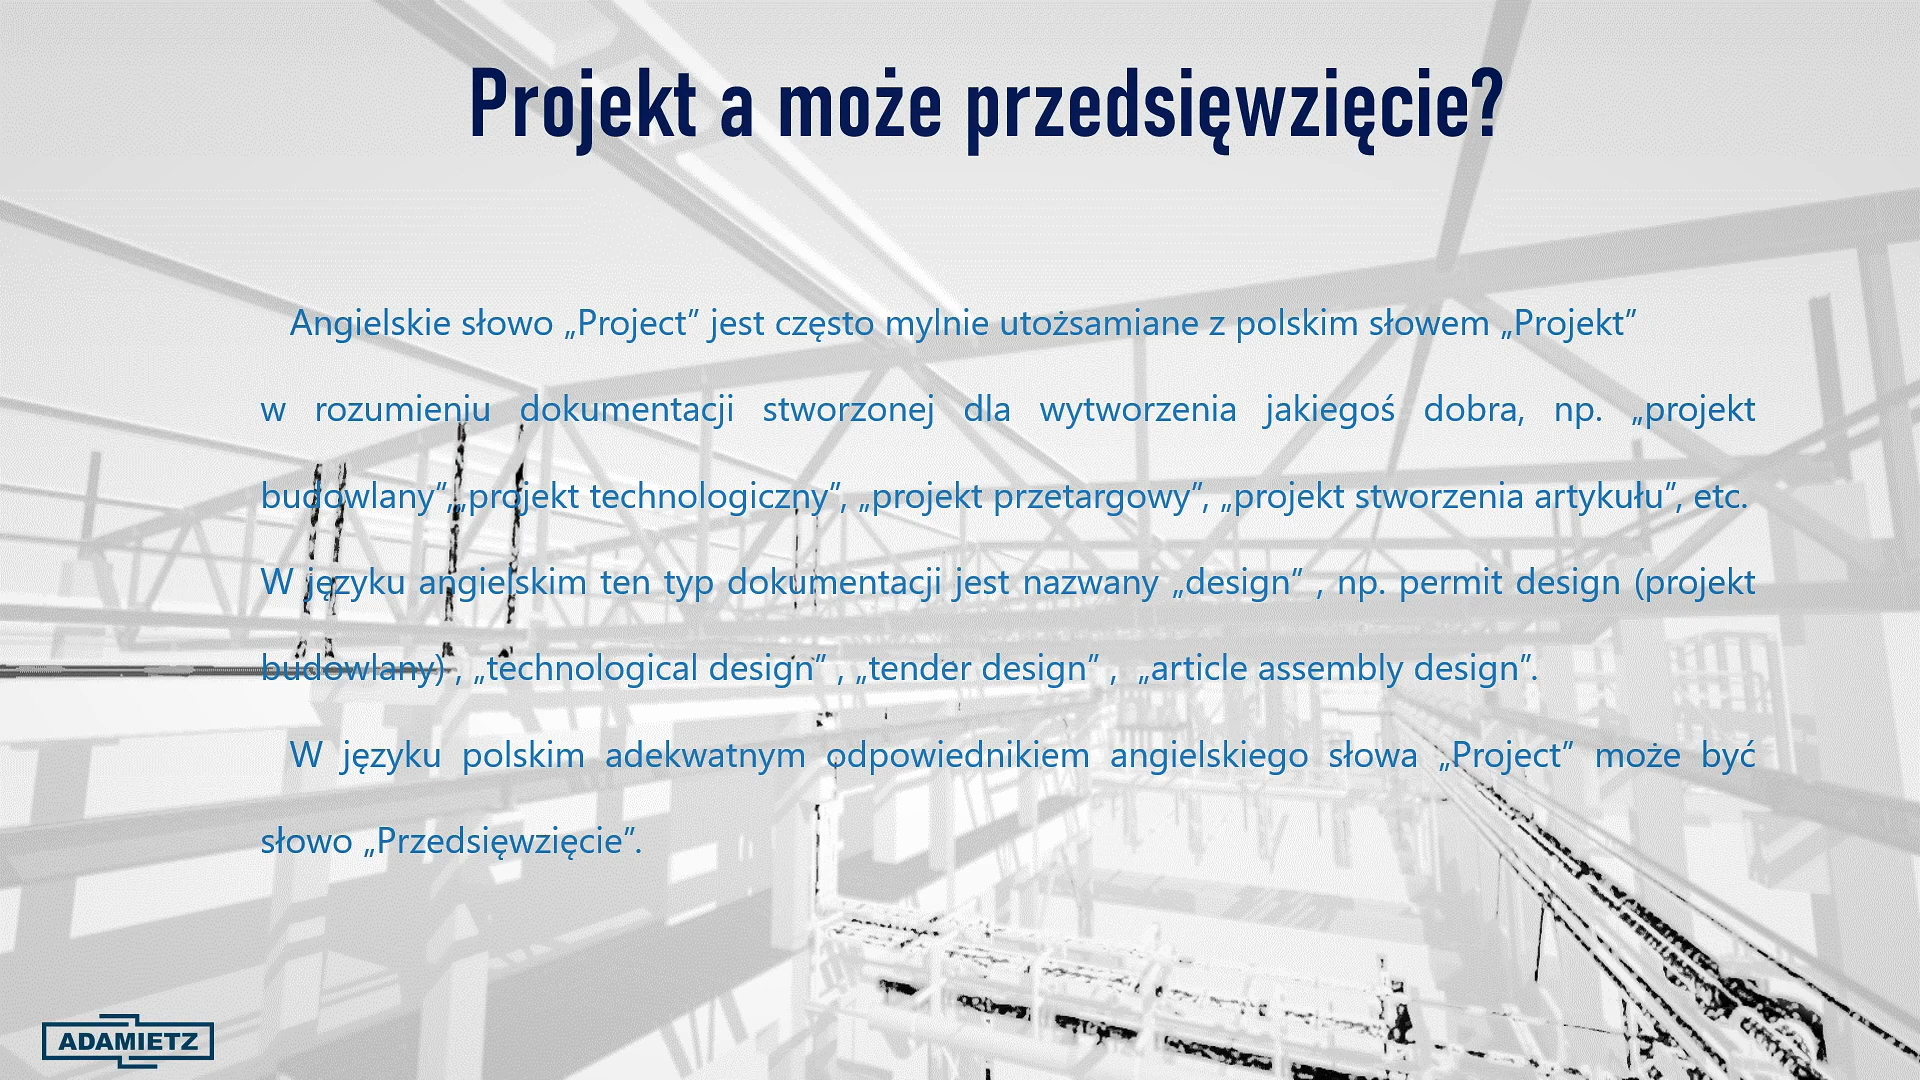 Projekt a może przedsięwzięcie?
Angielskie słowo „Project” jest często mylnie utożsamiane z polskim słowem „Projekt”
w rozumieniu dokumentacji stworzonej dla wytworzenia jakiegoś dobra, np. „projekt
budowlany”,„projekt technologiczny”, „projekt przetargowy”, „projekt stworzenia artykułu”, etc.
W języku angielskim ten typ dokumentacji jest nazwany „design” , np. permit design (projekt
budowlany) , „technological design” , „tender design” , „article assembly design”.
W języku polskim adekwatnym odpowiednikiem angielskiego słowa „Project” może być
słowo „Przedsięwzięcie”.
ADAMIETZ